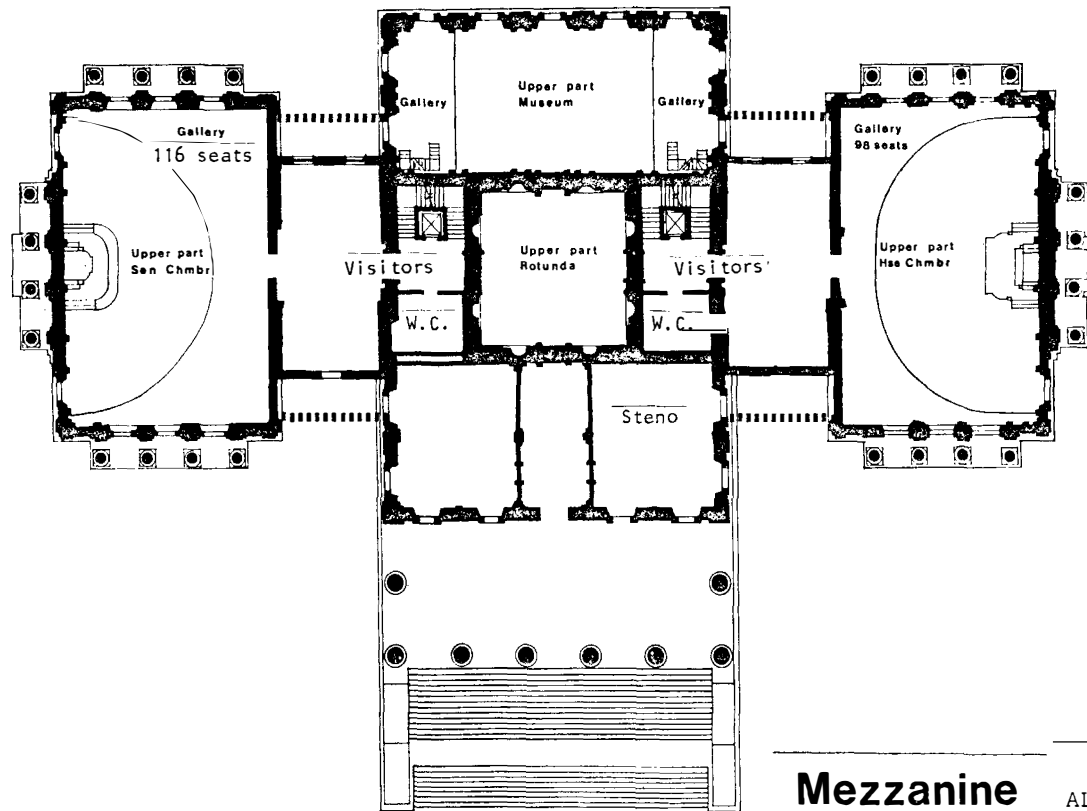 Gallery
116 seats
Upper part
Sen Chmbr
Gallery
Upper part
Museum
Gallery
Gallery
98 seats
Visitors
Upper part
Rotunda
Visitors
Upper part
Hse Chmbr
W.C.
W.C.
Steno
Mezzanine